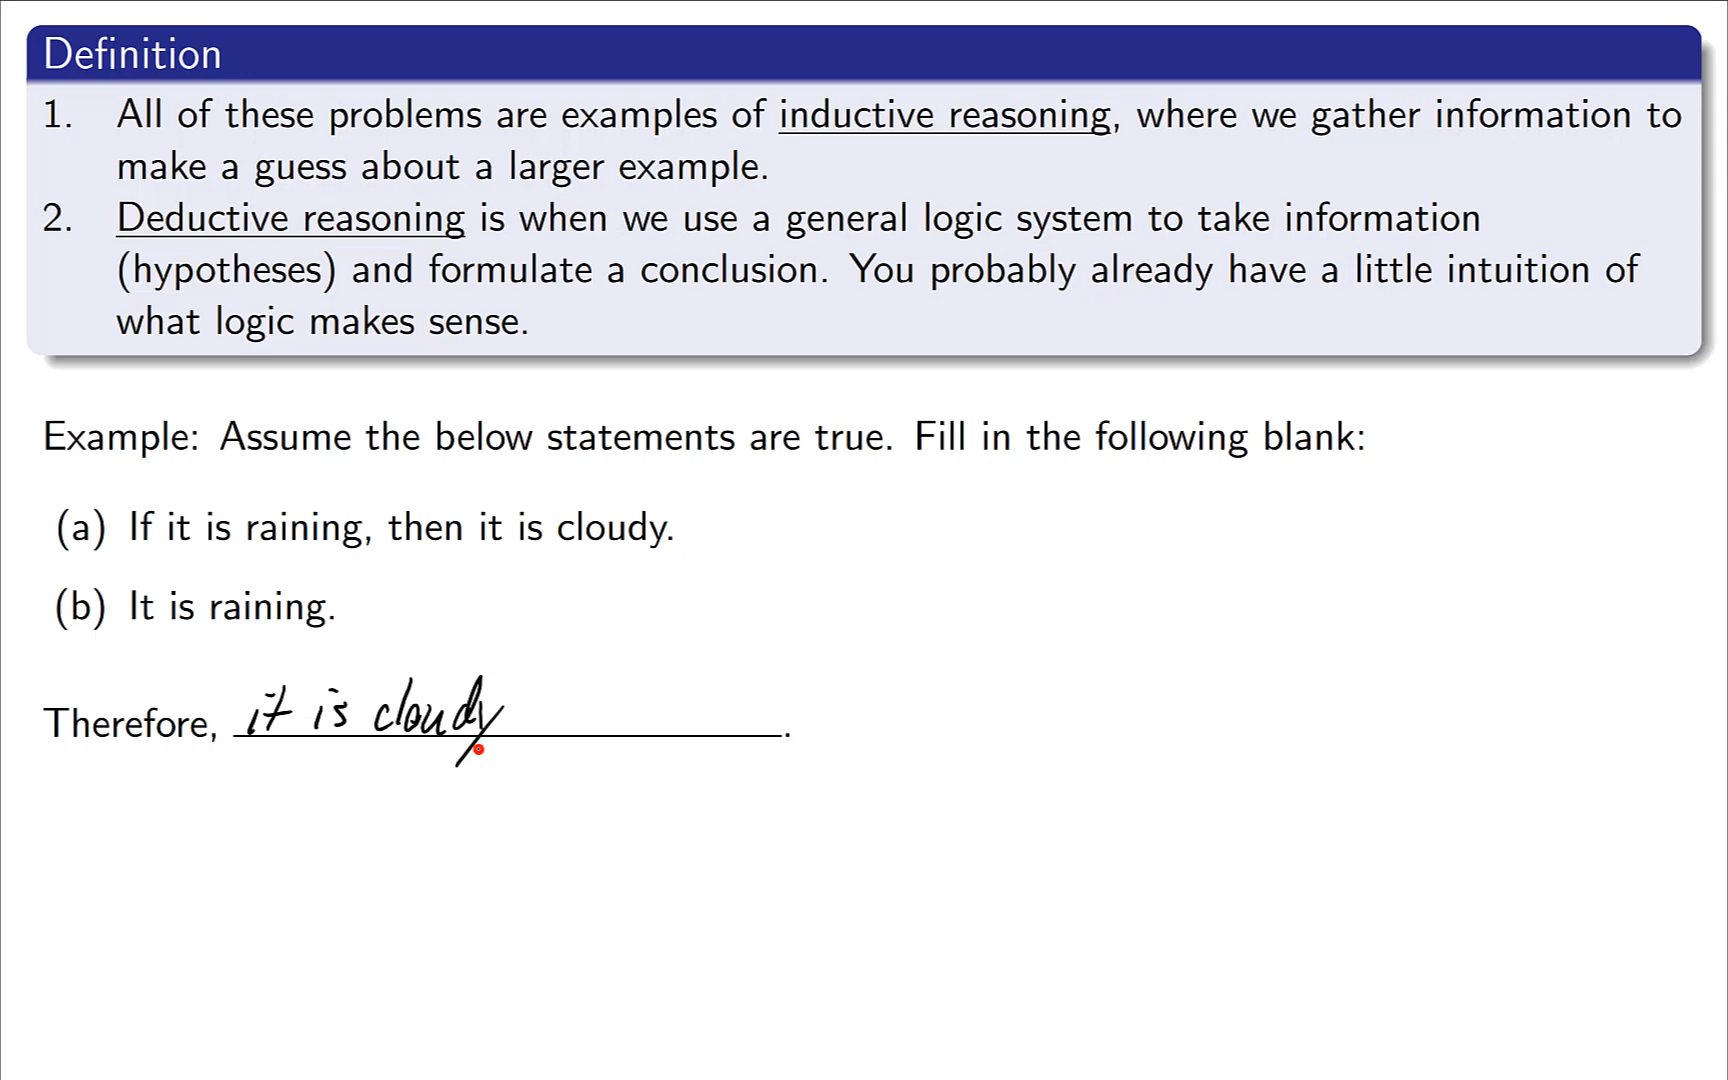 Definition
1. All of these problems are examples of inductive reasoning, where we gather information to
make a guess about a larger example.
2. Deductive reasoning is when we use a general logic system to take information
(hypotheses) and formulate a conclusion. You probably already have a little intuition of
what logic makes sense.
Example: Assume the below statements are true. Fill in the following blank:
(a) If it is raining, then it is cloudy.
(b) It is raining.
Therefore, it is cloudy.